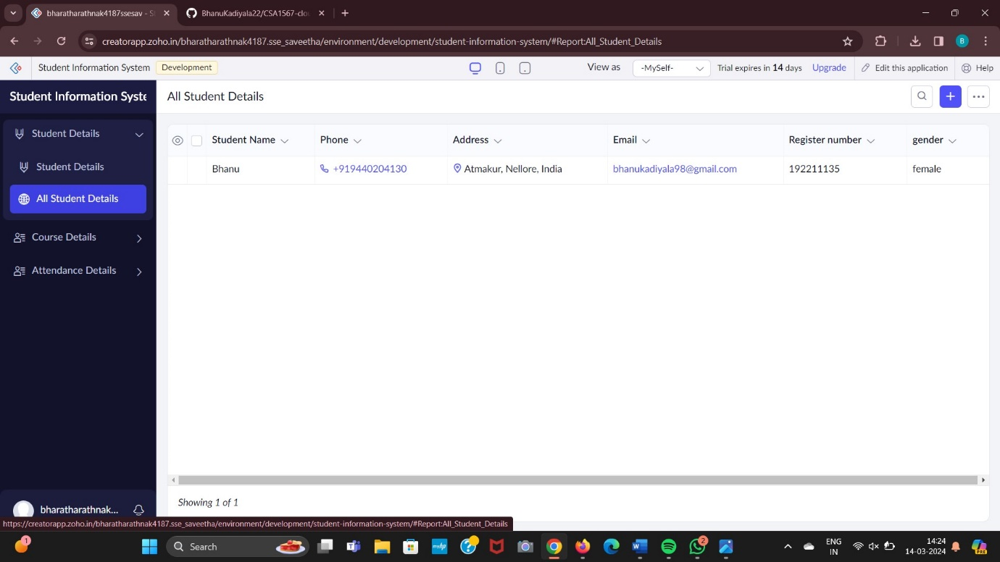 bharatharathnak4187ssesav - S
BhanuKadiyala22/CSA1567-clou
creatorapp.zoho.in/bharatharathnak4187.sse_saveetha/environment/development/student-information-system/#Report:All_Student_Details
B
Student Information System Development View as -MySelf- Trial expires in 14 days Upgrade Edit this application Help
Student Information Syste
All Student Details
Student Details
Student Details
All Student Details
Course Details
Attendance Details
Student Name Phone Address Email Register number gender
Bhanu +919440204130 Atmakur, Nellore, India bhanukadiyala98@gmail.com 192211135 female
Showing 1 of 1
bharatharathnak...
https://creatorapp.zoho.in/bharatharathnak4187.sse_saveetha/environment/development/student-information-system/#Report:All_Student_Details
1
Search
myhp
2
ENG
IN
14:24
14-03-2024
PRE